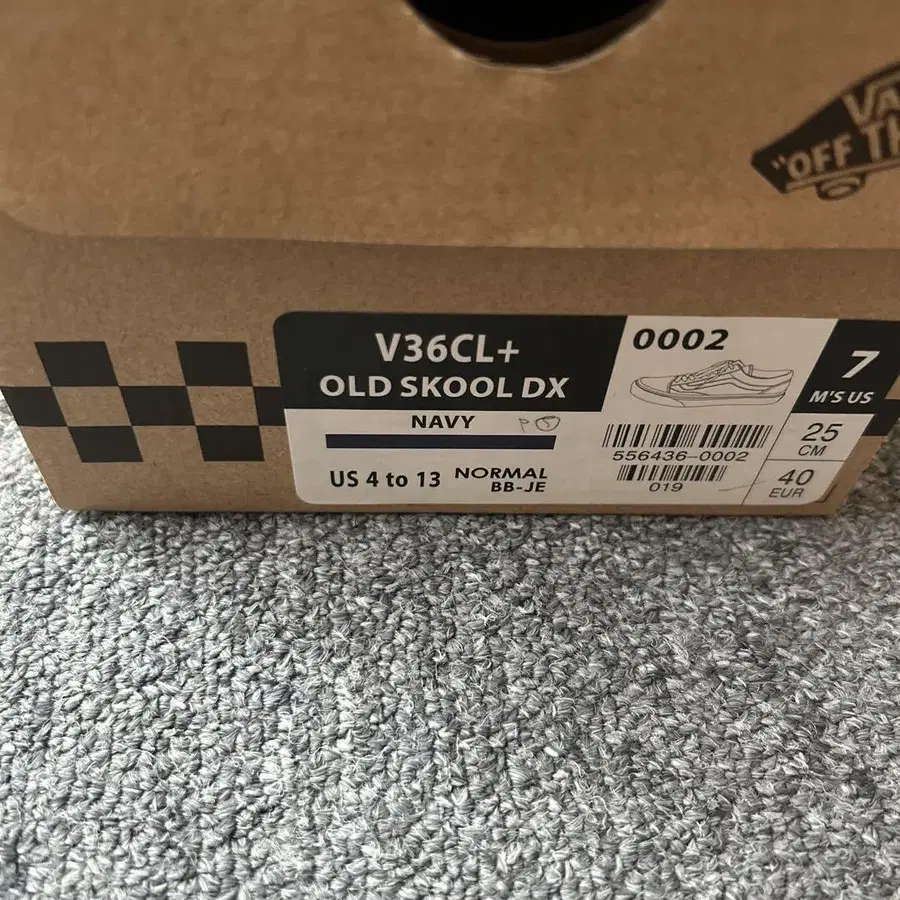 VA
"OFF TH
V36CL+
OLD SKOOL DX
NAVY
US 4 to 13 NORMAL
BB-JE
0002
556436-0002
019
7
M'S US
25
CM
40
EUR